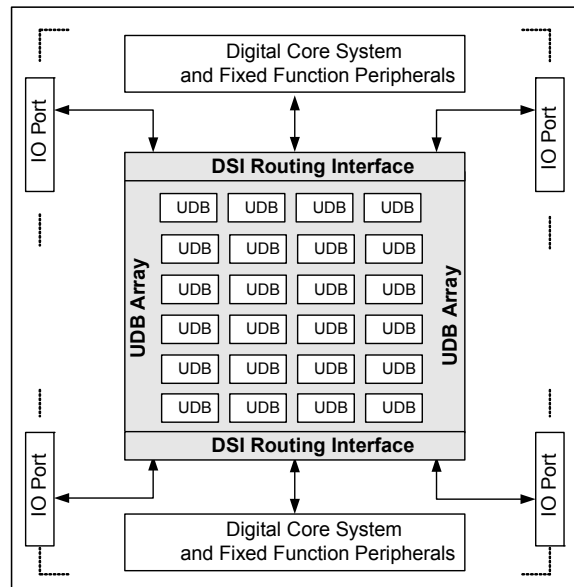 Digital Core System
and Fixed Function Peripherals
IO Port
IO Port
DSI Routing Interface
UDB UDB UDB UDB
UDB UDB UDB UDB
UDB UDB UDB UDB
UDB UDB UDB UDB
UDB UDB UDB UDB
UDB UDB UDB UDB
UDB Array
UDB Array
DSI Routing Interface
IO Port
IO Port
Digital Core System
and Fixed Function Peripherals